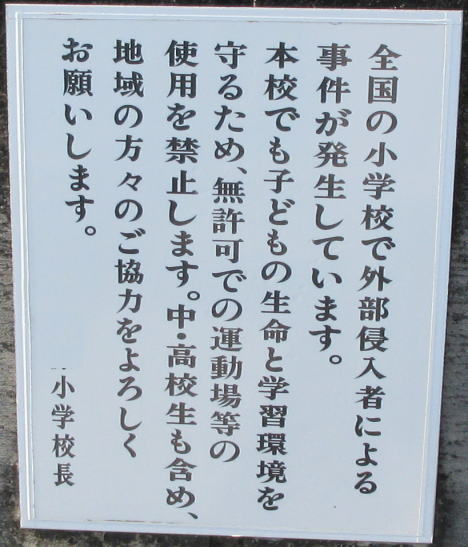 全国の小学校で外部侵入者による
事件が発生しています。
本校でも子どもの生命と学習環境を
守るため、無許可での運動場等の
使用を禁止します。中・高校生も含め、
地域の方々のご協力をよろしく
お願いします。
小学校長